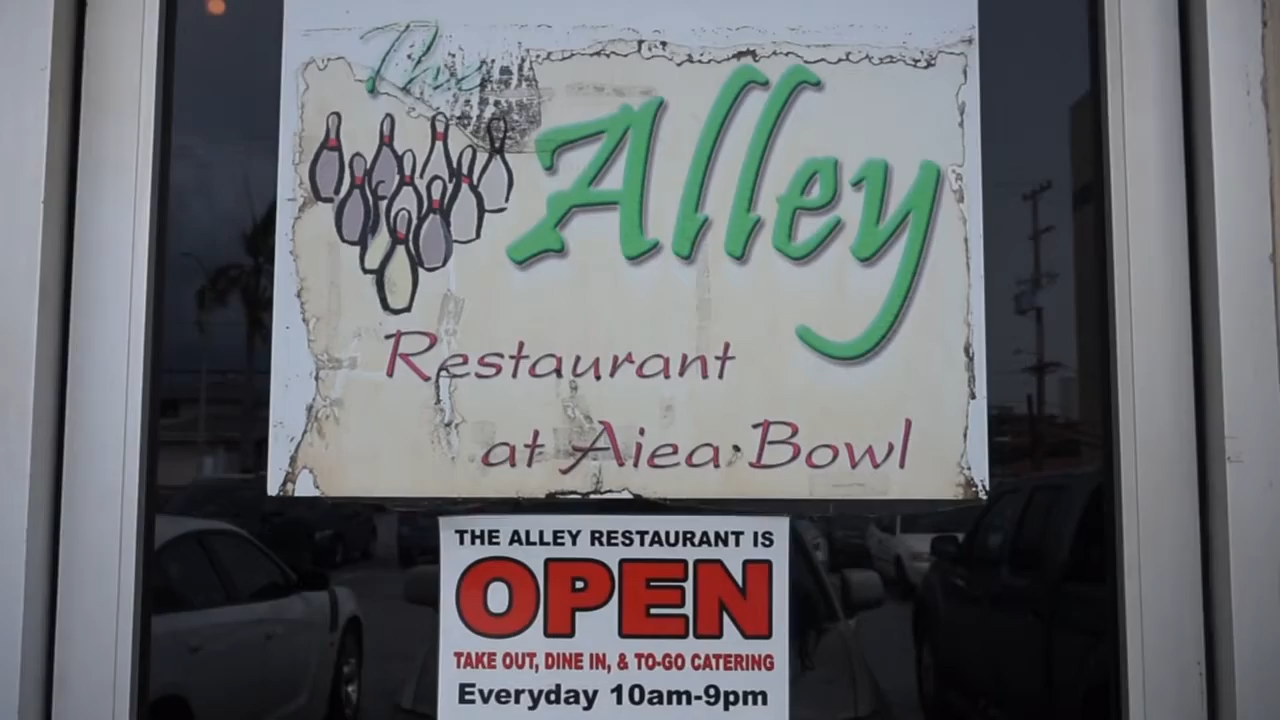 The
Alley
Restaurant
at Aiea Bowl
THE ALLEY RESTAURANT IS
OPEN
TAKE OUT, DINE IN, & TO-GO CATERING
Everyday 10am-9pm